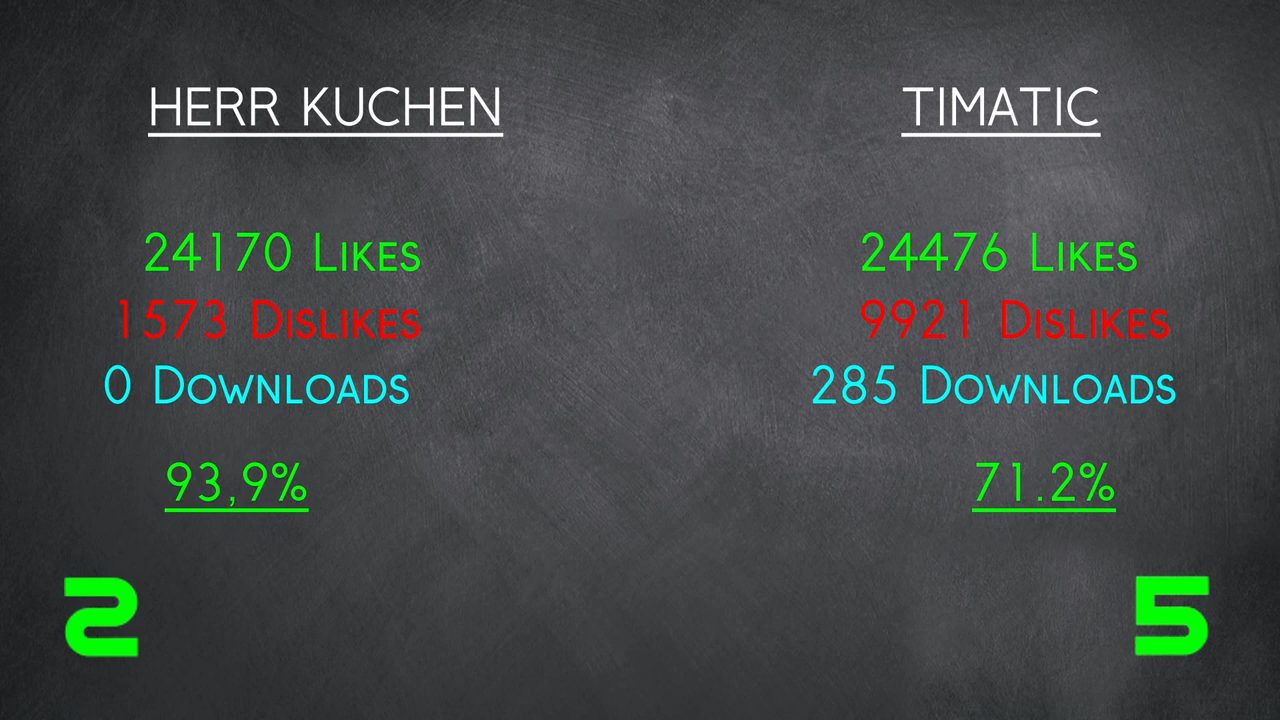 HERR KUCHEN
24170 LIKES
1573 DISLIKES
0 DOWNLOADS
93,9%
2
TIMATIC
24476 LIKES
9921 DISLIKES
285 DOWNLOADS
71.2%
5